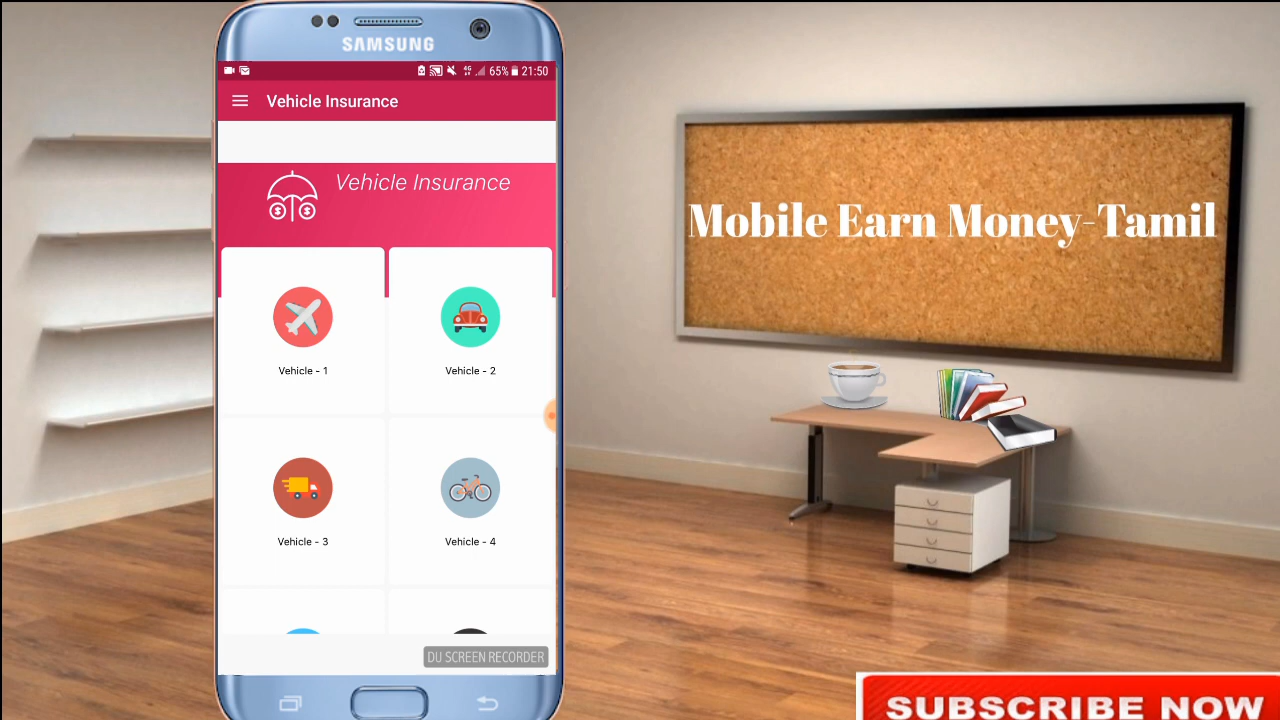 SAMSUNG
4G 65% 21:50
Vehicle Insurance
Vehicle Insurance
Vehicle - 1
Vehicle - 2
Vehicle - 3
Vehicle - 4
DU SCREEN RECORDER
Mobile Earn Money-Tamil
SUBSCRIBE NOW